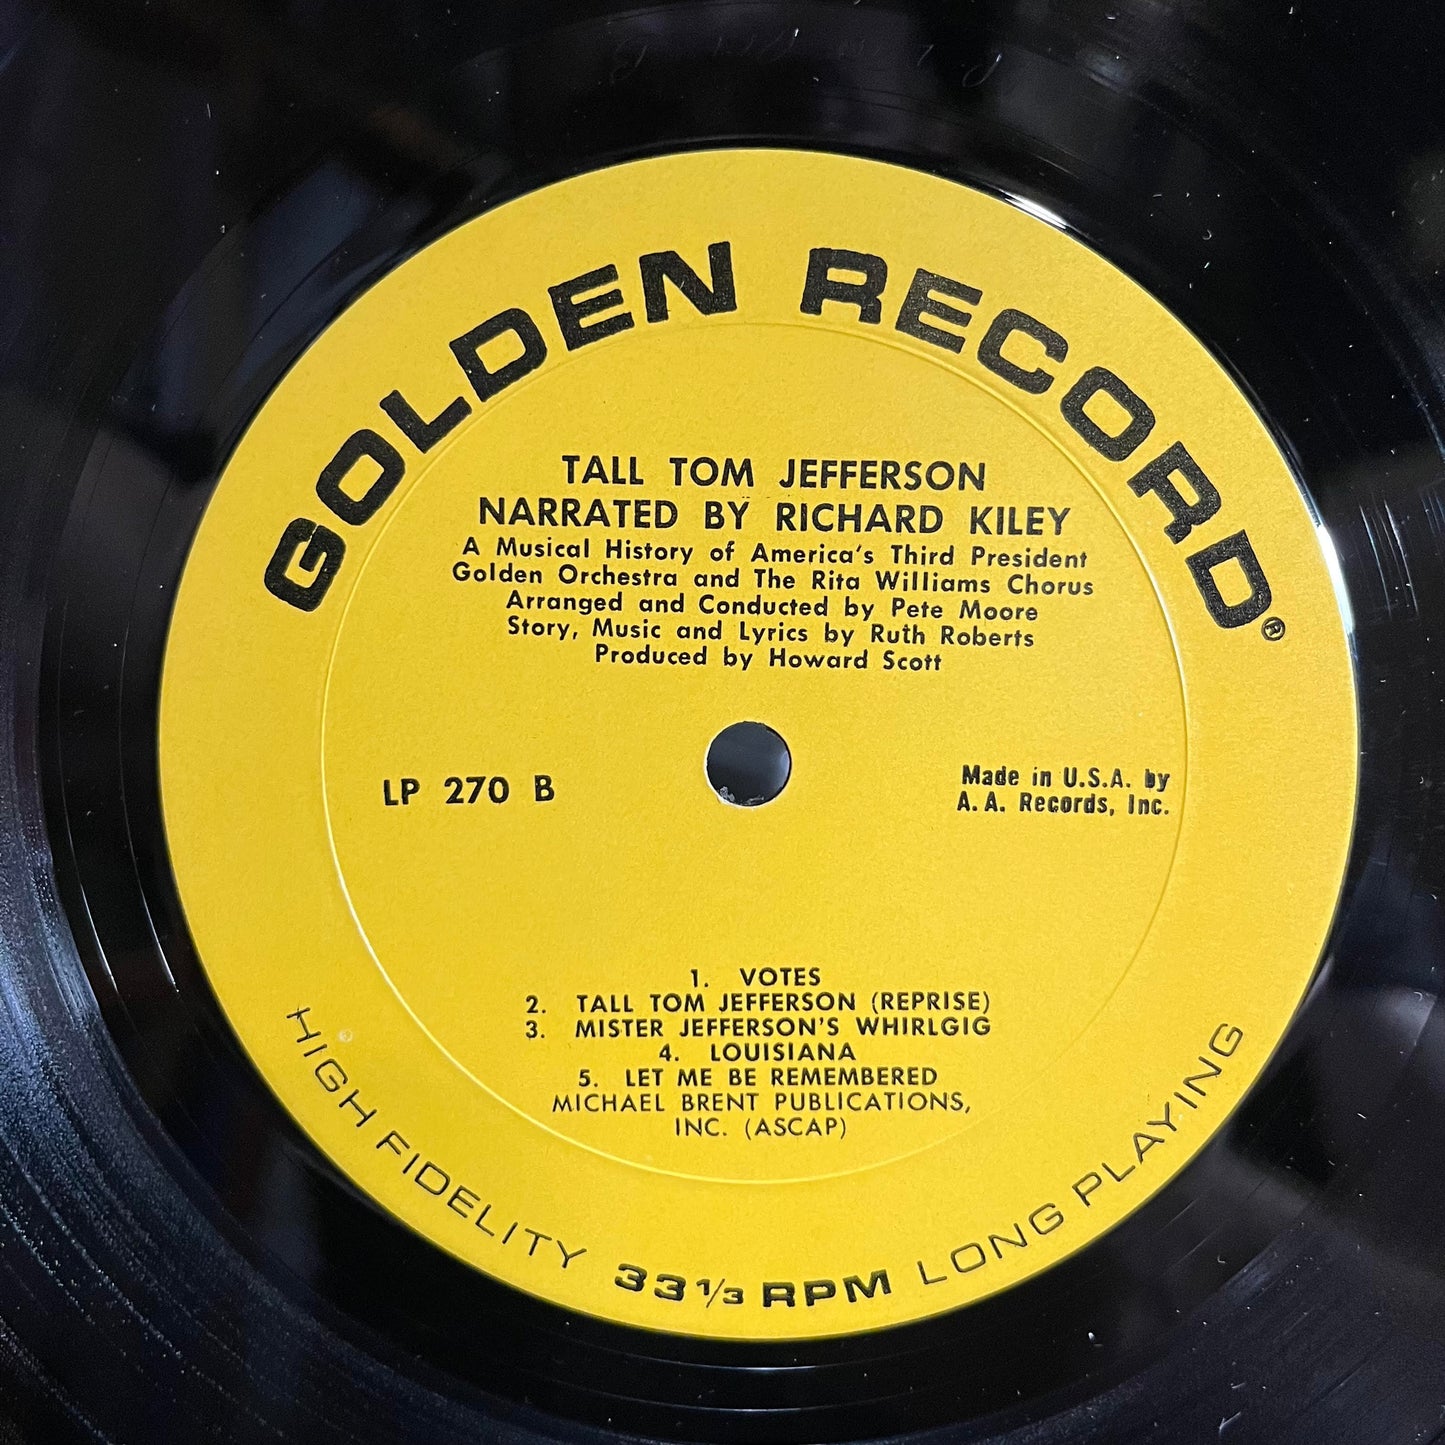 GOLDEN RECORD®
TALL TOM JEFFERSON
NARRATED BY RICHARD KILEY
A Musical History of America's Third President
Golden Orchestra and The Rita Williams Chorus
Arranged and Conducted by Pete Moore
Story, Music and Lyrics by Ruth Roberts
Produced by Howard Scott
LP 270 B
Made in U.S.A. by
A. A. Records, Inc.
1. VOTES
2. TALL TOM JEFFERSON (REPRISE)
3. MISTER JEFFERSON'S WHIRLGIG
4. LOUISIANA
5. LET ME BE REMEMBERED
MICHAEL BRENT PUBLICATIONS,
INC. (ASCAP)
HIGH FIDELITY 33 1/3 RPM LONG PLAYING